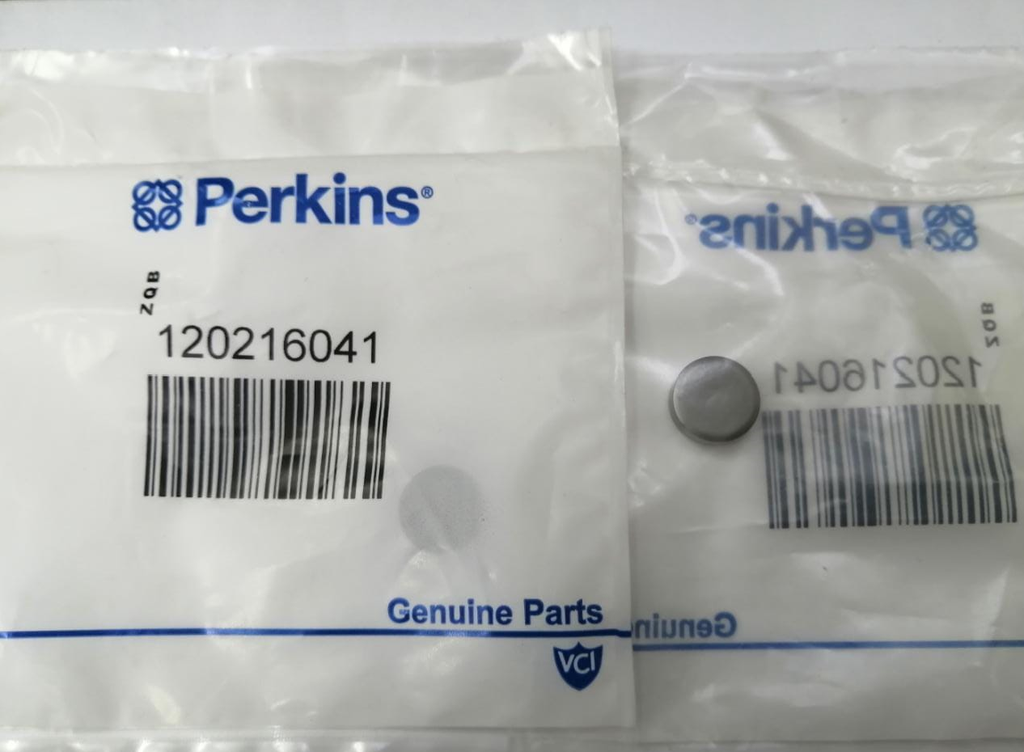 Perkins®
ZQB
120216041
Genuine Parts
VCI
Perkins®
ZQB
120216041
Genuine